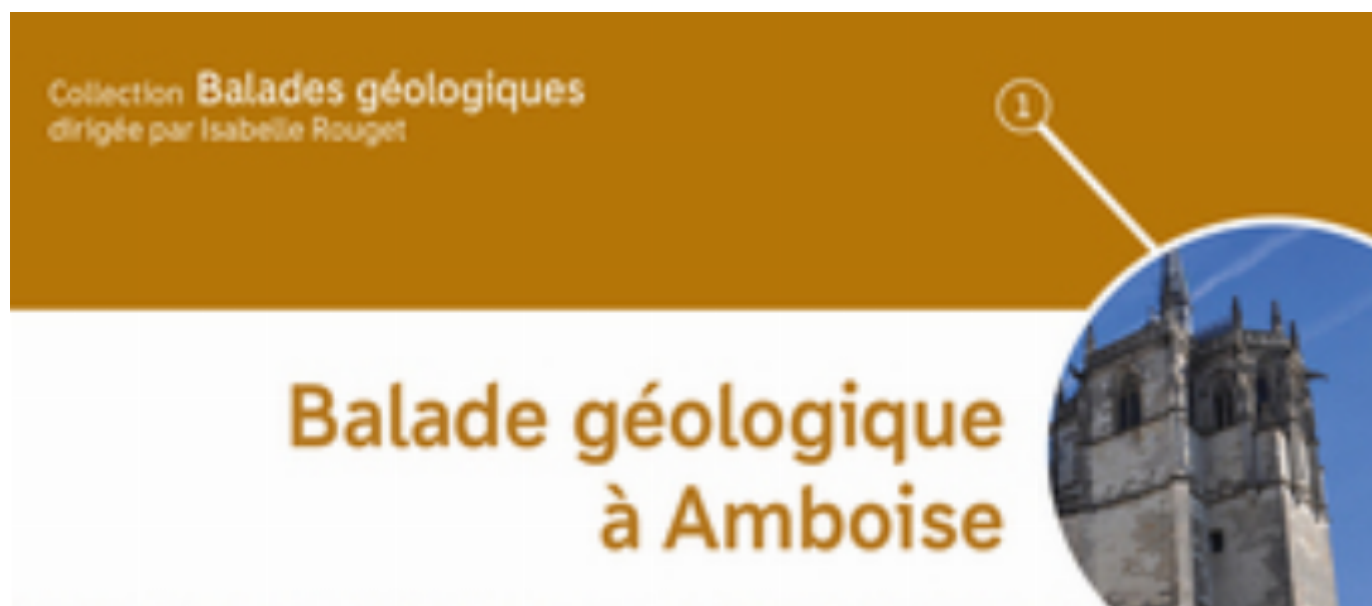 Collection Balades géologiques
dirigée par Isabelle Rouget
1
Balade géologique
à Amboise